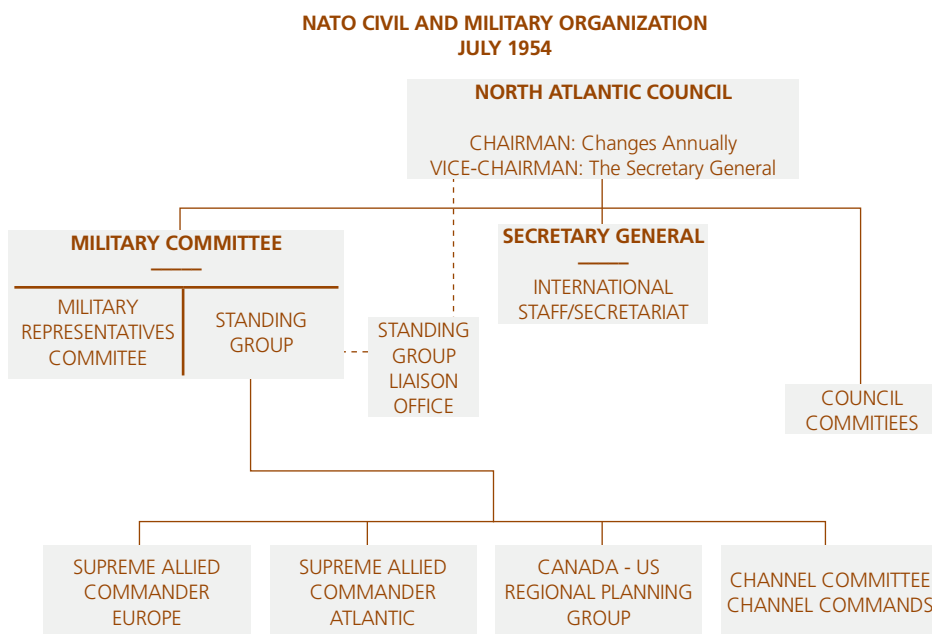 NATO CIVIL AND MILITARY ORGANIZATION
JULY 1954
NORTH ATLANTIC COUNCIL
CHAIRMAN: Changes Annually
VICE-CHAIRMAN: The Secretary General
MILITARY COMMITTEE
MILITARY
REPRESENTATIVES
COMMITEE
STANDING
GROUP
STANDING
GROUP
LIAISON
OFFICE
SECRETARY GENERAL
INTERNATIONAL
STAFF/SECRETARIAT
COUNCIL
COMMITIEES
SUPREME ALLIED
COMMANDER
EUROPE
SUPREME ALLIED
COMMANDER
ATLANTIC
CANADA - US
REGIONAL PLANNING
GROUP
CHANNEL COMMITTEE
CHANNEL COMMANDS